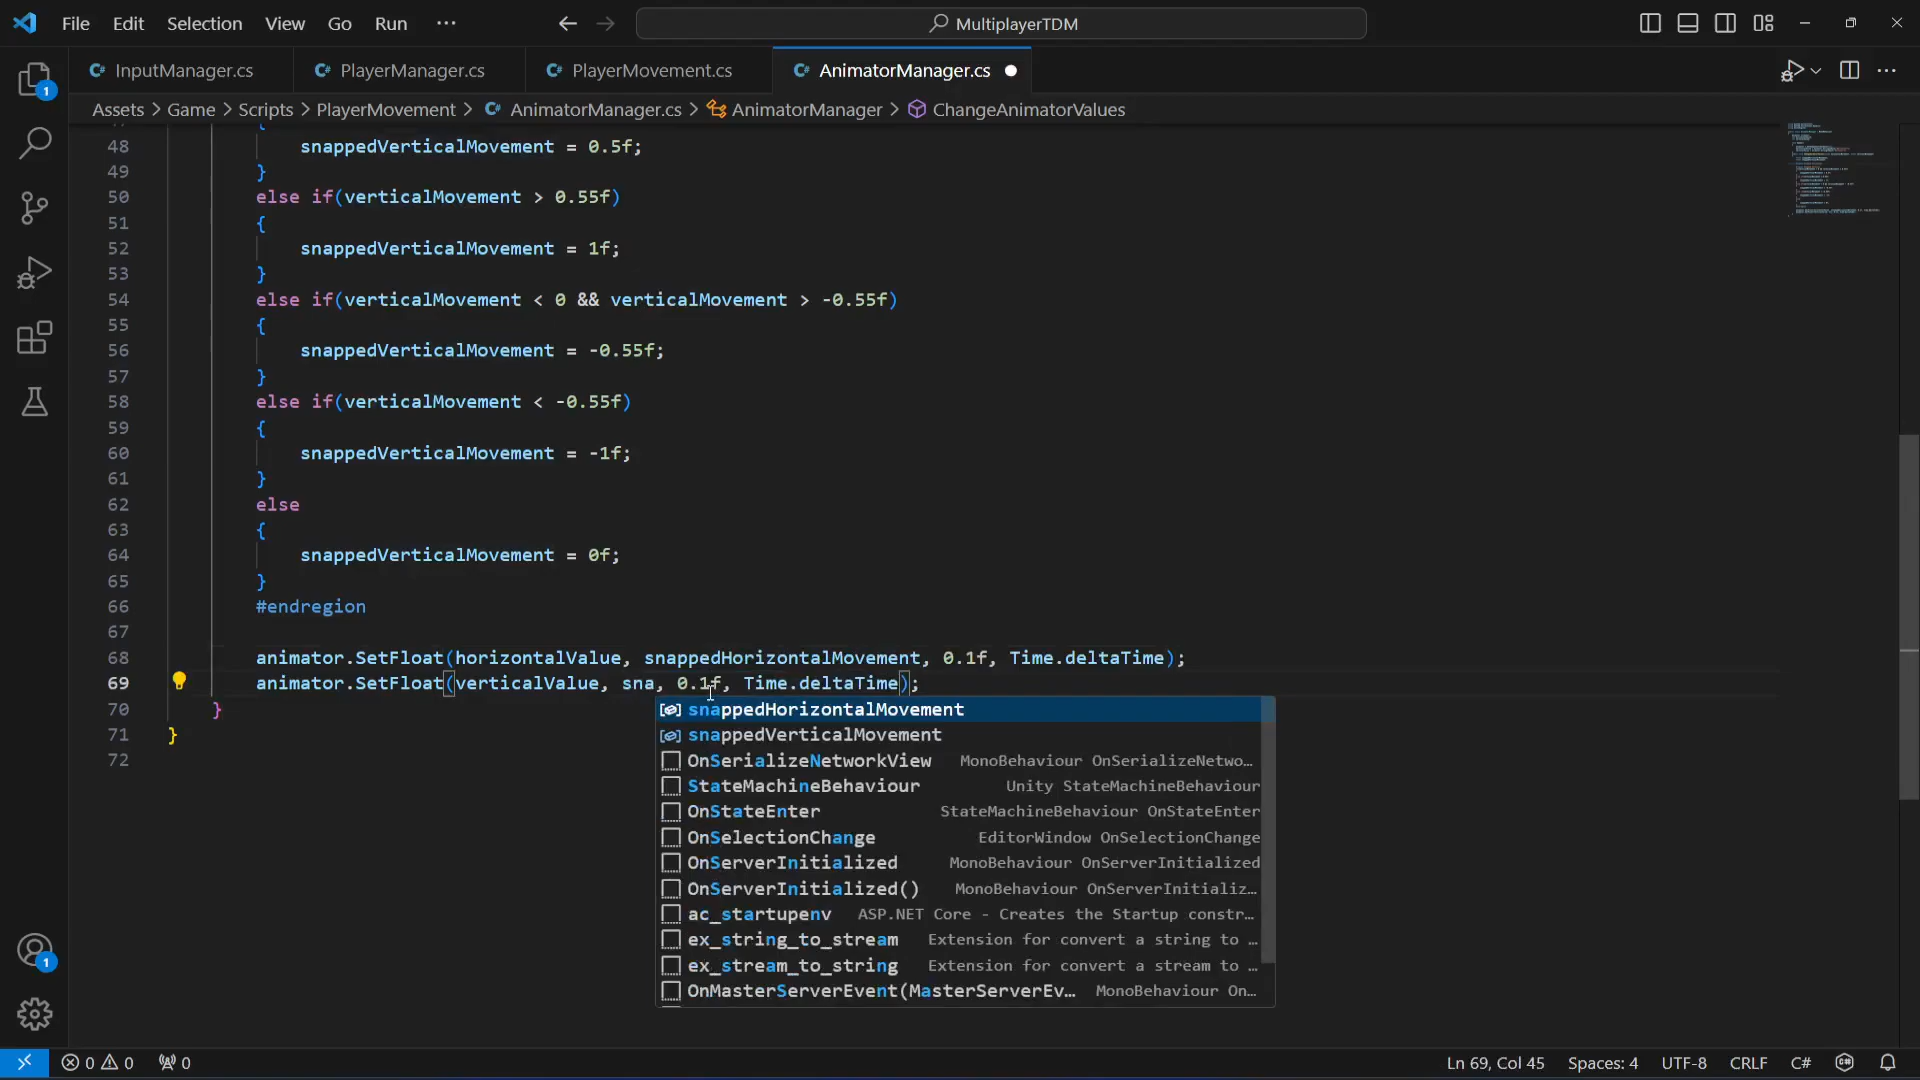 File Edit Selection View Go Run ··· MultiplayerTDM
InputManager.cs PlayerManager.cs PlayerMovement.cs AnimatorManager.cs
Assets > Game > Scripts > PlayerMovement > AnimatorManager.cs > AnimatorManager > ChangeAnimatorValues
48 snappedVerticalMovement = 0.5f;
49 }
50 else if(verticalMovement > 0.55f)
51 {
52 snappedVerticalMovement = 1f;
53 }
54 else if(verticalMovement < 0 && verticalMovement > -0.55f)
55 {
56 snappedVerticalMovement = -0.55f;
57 }
58 else if(verticalMovement < -0.55f)
59 {
60 snappedVerticalMovement = -1f;
61 }
62 else
63 {
64 snappedVerticalMovement = 0f;
65 }
66 #endregion
67
68 animator.SetFloat(horizontalValue, snappedHorizontalMovement, 0.1f, Time.deltaTime);
69 animator.SetFloat(verticalValue, sna, 0.1f, Time.deltaTime);
70 }
71 }
72
snappedHorizontalMovement
snappedVerticalMovement
OnSerializeNetworkView MonoBehaviour OnSerializeNetwo…
StateMachineBehaviour Unity StateMachineBehaviour
OnStateEnter StateMachineBehaviour OnStateEnter
OnSelectionChange EditorWindow OnSelectionChange
OnServerInitialized MonoBehaviour OnServerInitialized
OnServerInitialized() MonoBehaviour OnServerInitializ…
ac_startupenv ASP.NET Core - Creates the Startup constr…
ex_string_to_stream Extension for convert a string to …
ex_stream_to_string Extension for convert a stream to …
OnMasterServerEvent(MasterServerEv… MonoBehaviour On…
1
1
0 0 0 Ln 69, Col 45 Spaces: 4 UTF-8 CRLF C#